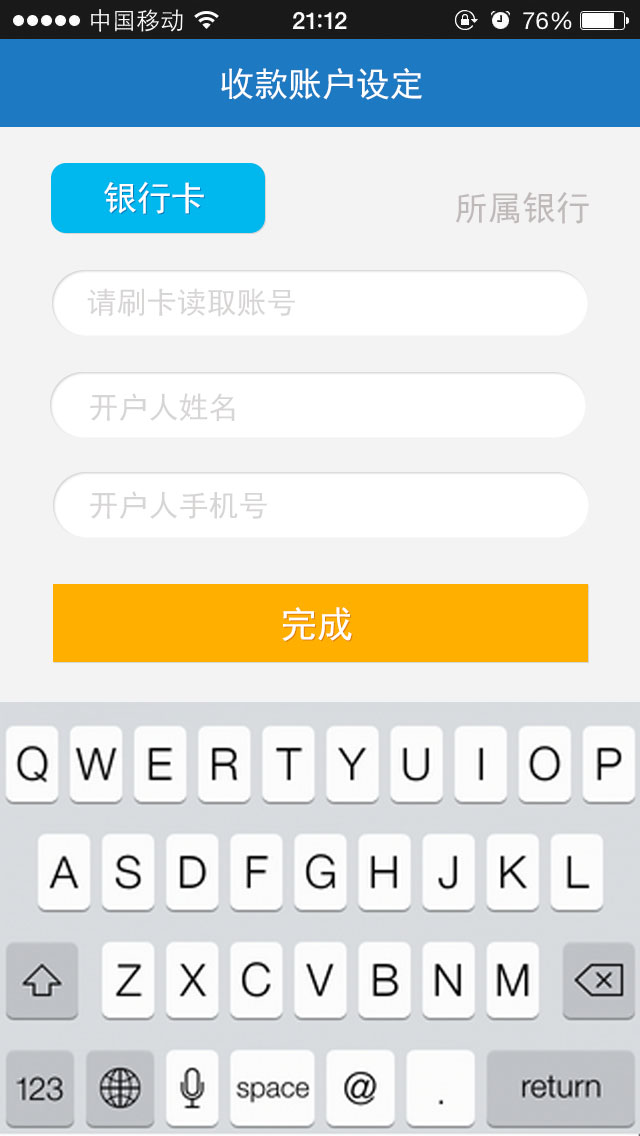 中国移动 21:12 76%
收款账户设定
银行卡 所属银行
请刷卡读取账号
开户人姓名
开户人手机号
完成
Q W E R T Y U I O P
A S D F G H J K L
Z X C V B N M
123 space @ . return